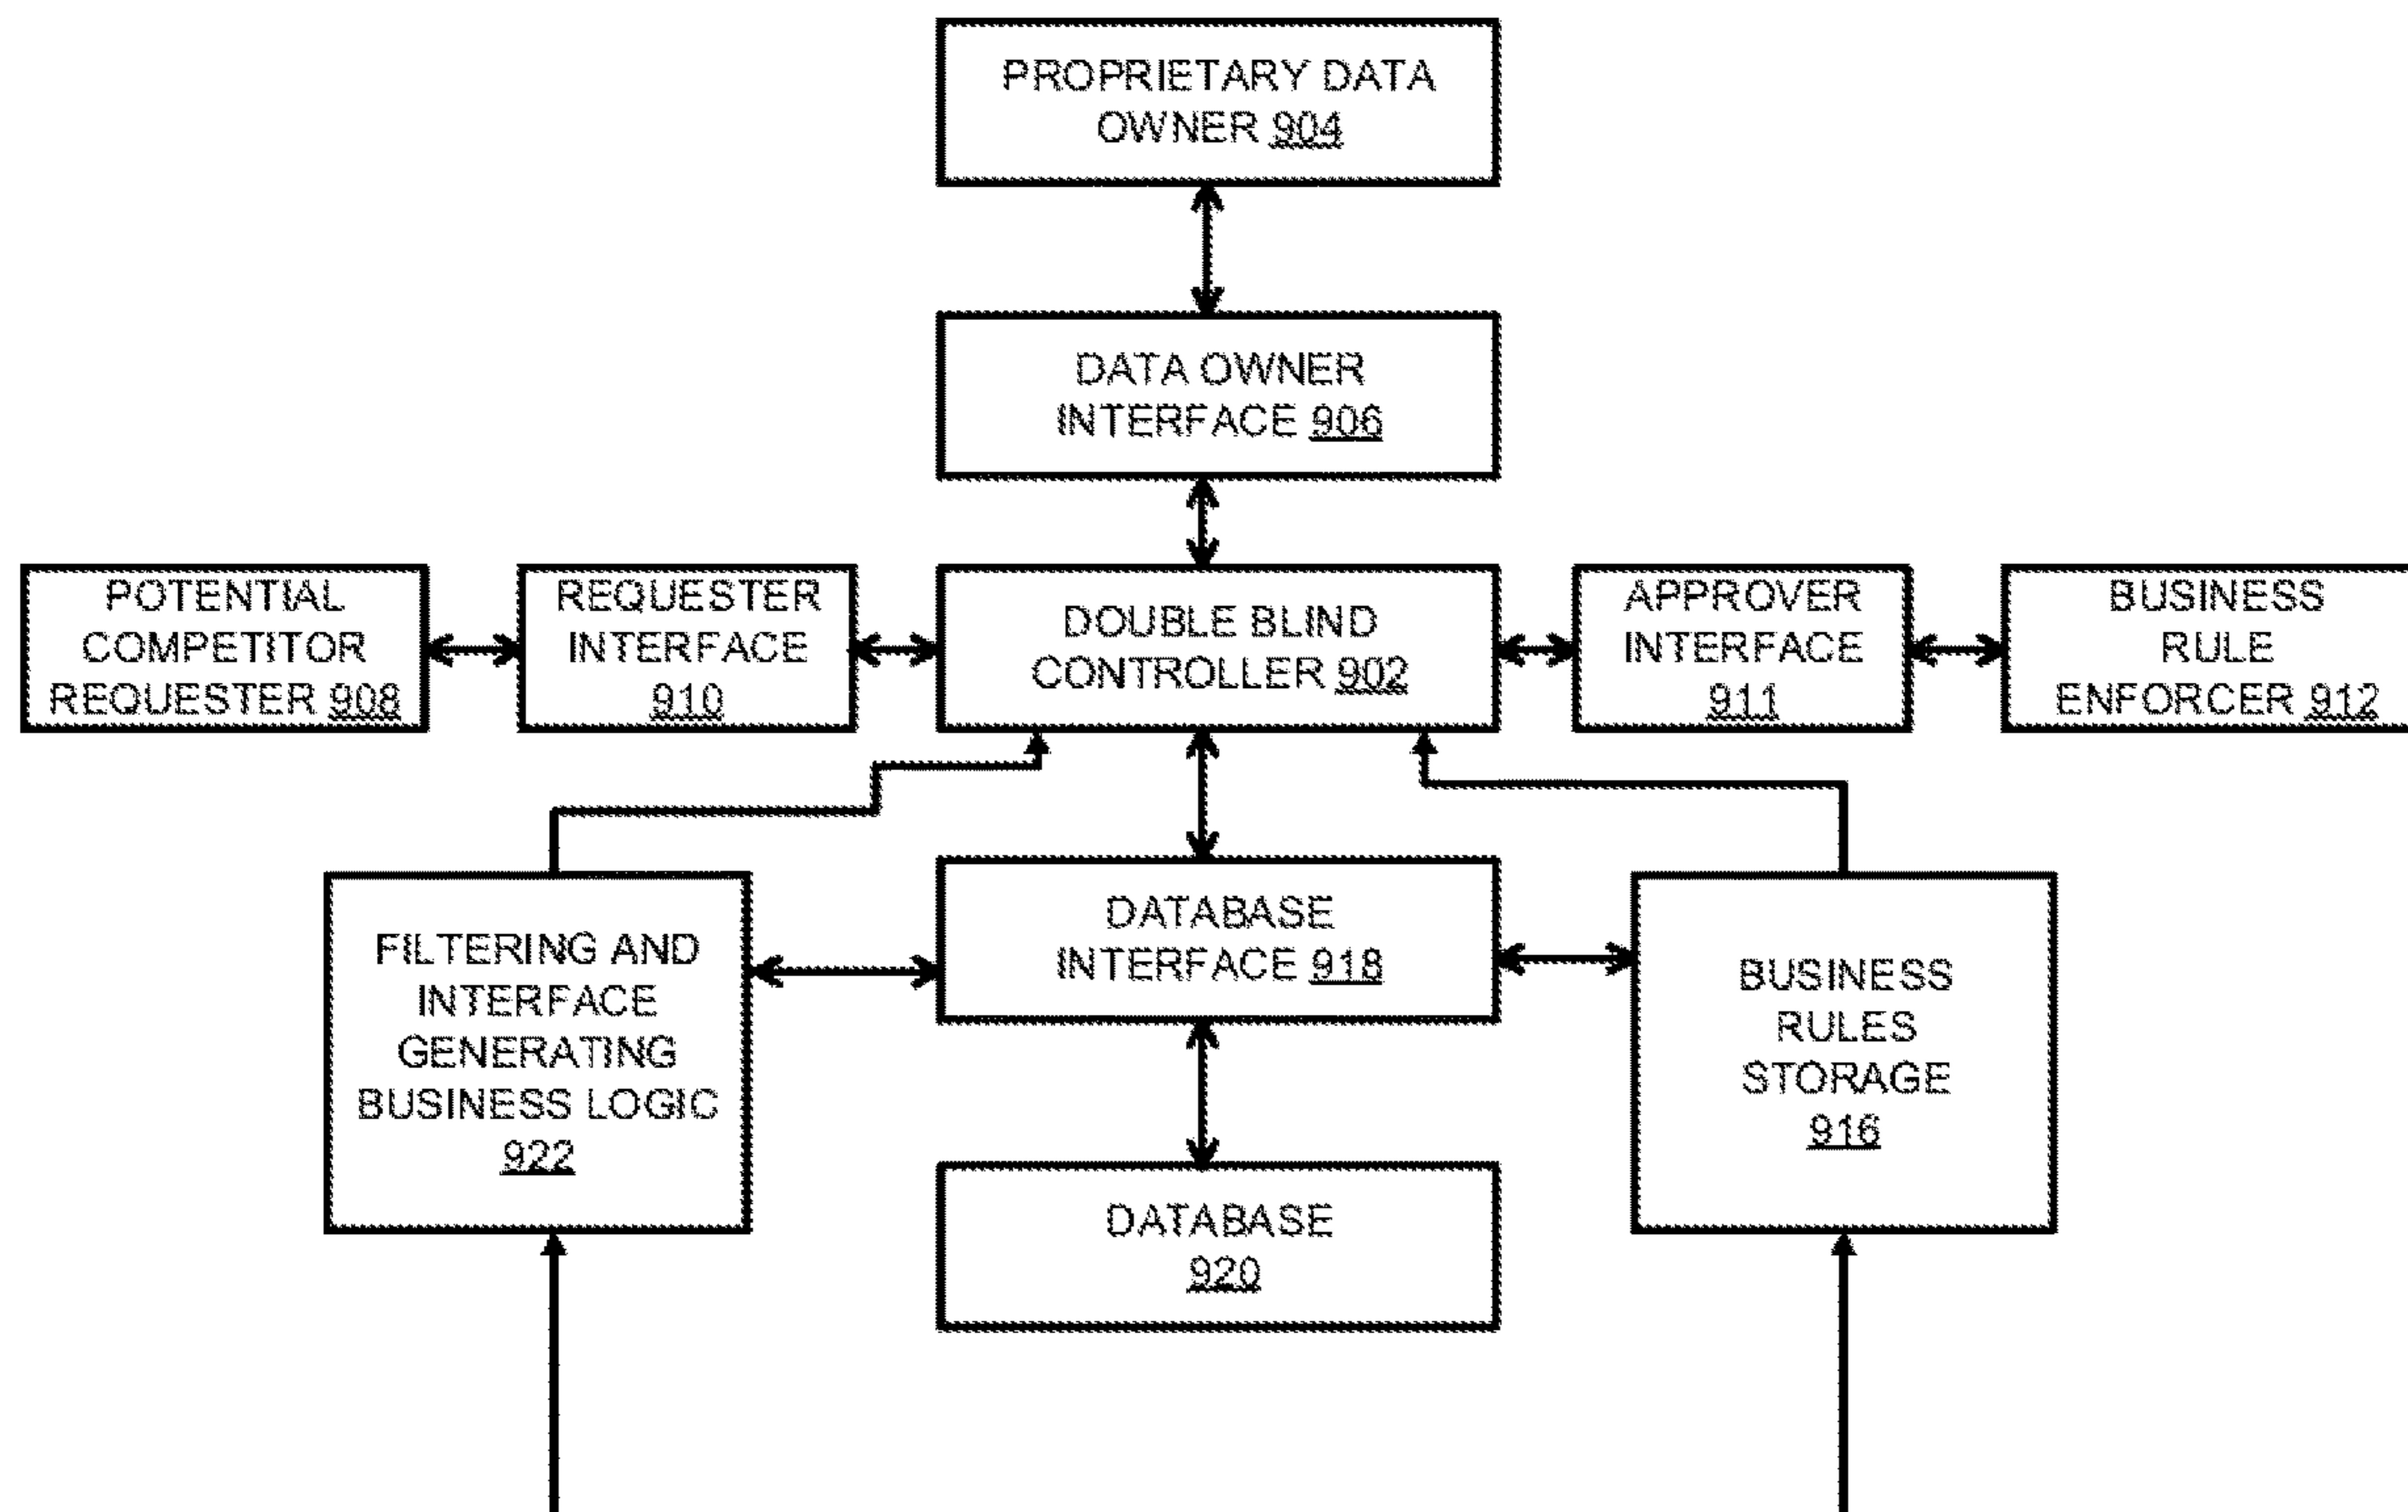 PROPRIETARY DATA
OWNER 904
DATA OWNER
INTERFACE 906
POTENTIAL
COMPETITOR
REQUESTER 908
REQUESTER
INTERFACE
910
DOUBLE BLIND
CONTROLLER 902
APPROVER
INTERFACE
911
BUSINESS
RULE
ENFORCER 912
FILTERING AND
INTERFACE
GENERATING
BUSINESS LOGIC
922
DATABASE
INTERFACE 918
BUSINESS
RULES
STORAGE
916
DATABASE
920